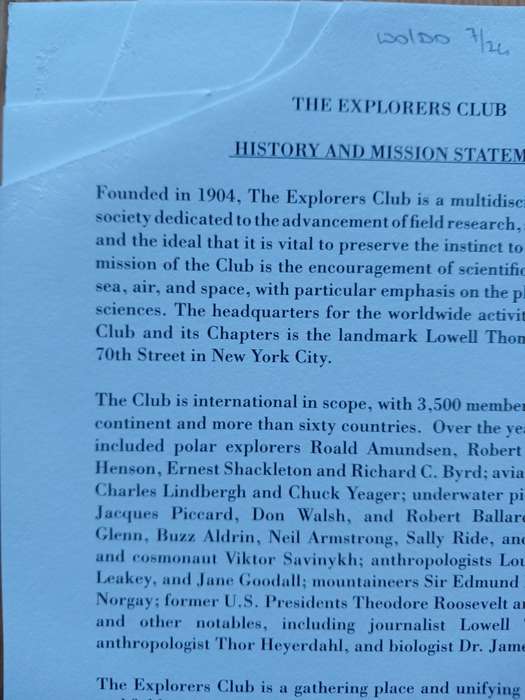 WOLDO 7/24
THE EXPLORERS CLUB
HISTORY AND MISSION STATEM
Founded in 1904, The Explorers Club is a multidisc
society dedicated to the advancement of field research,
and the ideal that it is vital to preserve the instinct to
mission of the Club is the encouragement of scientific
sea, air, and space, with particular emphasis on the p
sciences. The headquarters for the worldwide activit
Club and its Chapters is the landmark Lowell Thom
70th Street in New York City.
The Club is international in scope, with 3,500 member
continent and more than sixty countries. Over the yea
included polar explorers Roald Amundsen, Robert
Henson, Ernest Shackleton and Richard C. Byrd; avia
Charles Lindbergh and Chuck Yeager; underwater pi
Jacques Piccard, Don Walsh, and Robert Ballard
Glenn, Buzz Aldrin, Neil Armstrong, Sally Ride, and
and cosmonaut Viktor Savinykh; anthropologists Lou
Leakey, and Jane Goodall; mountaineers Sir Edmund
Norgay; former U.S. Presidents Theodore Roosevelt a
and other notables, including journalist Lowell T
anthropologist Thor Heyerdahl, and biologist Dr. Jame
The Explorers Club is a gathering place and unifying